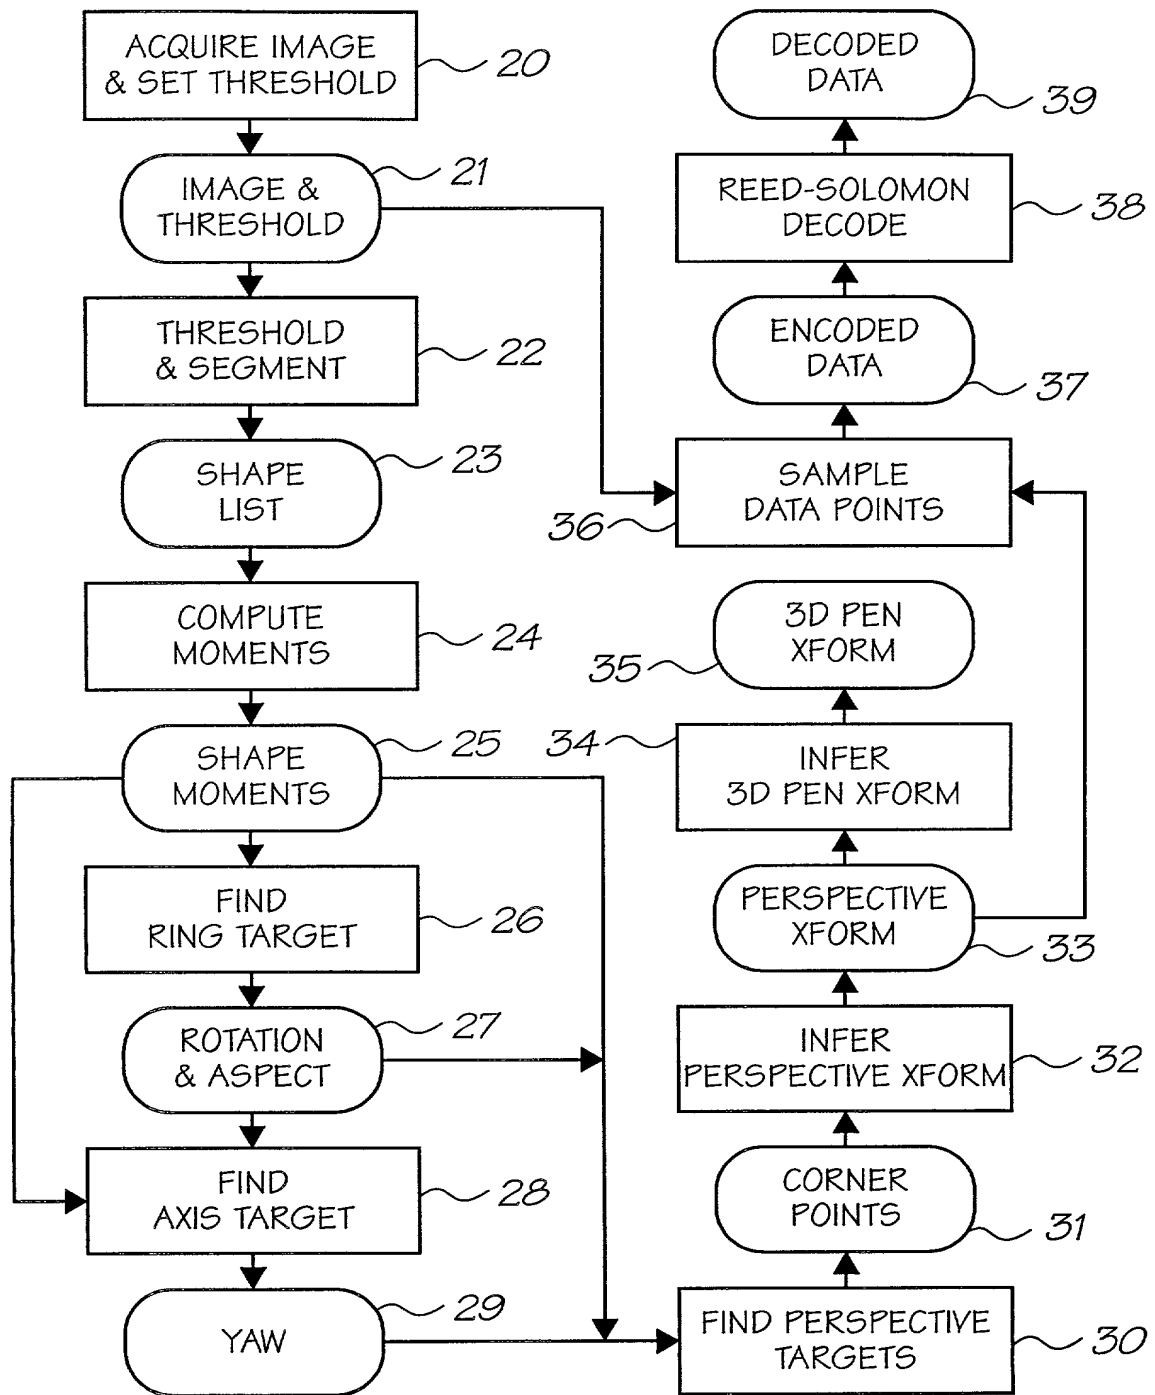 ACQUIRE IMAGE
& SET THRESHOLD
20
IMAGE &
THRESHOLD
21
THRESHOLD
& SEGMENT
22
SHAPE
LIST
23
COMPUTE
MOMENTS
24
SHAPE
MOMENTS
25
FIND
RING TARGET
26
ROTATION
& ASPECT
27
FIND
AXIS TARGET
28
YAW
29
DECODED
DATA
39
REED-SOLOMON
DECODE
38
ENCODED
DATA
37
SAMPLE
DATA POINTS
36
3D PEN
XFORM
35
34
INFER
3D PEN XFORM
PERSPECTIVE
XFORM
33
INFER
PERSPECTIVE XFORM
32
CORNER
POINTS
31
FIND PERSPECTIVE
TARGETS
30